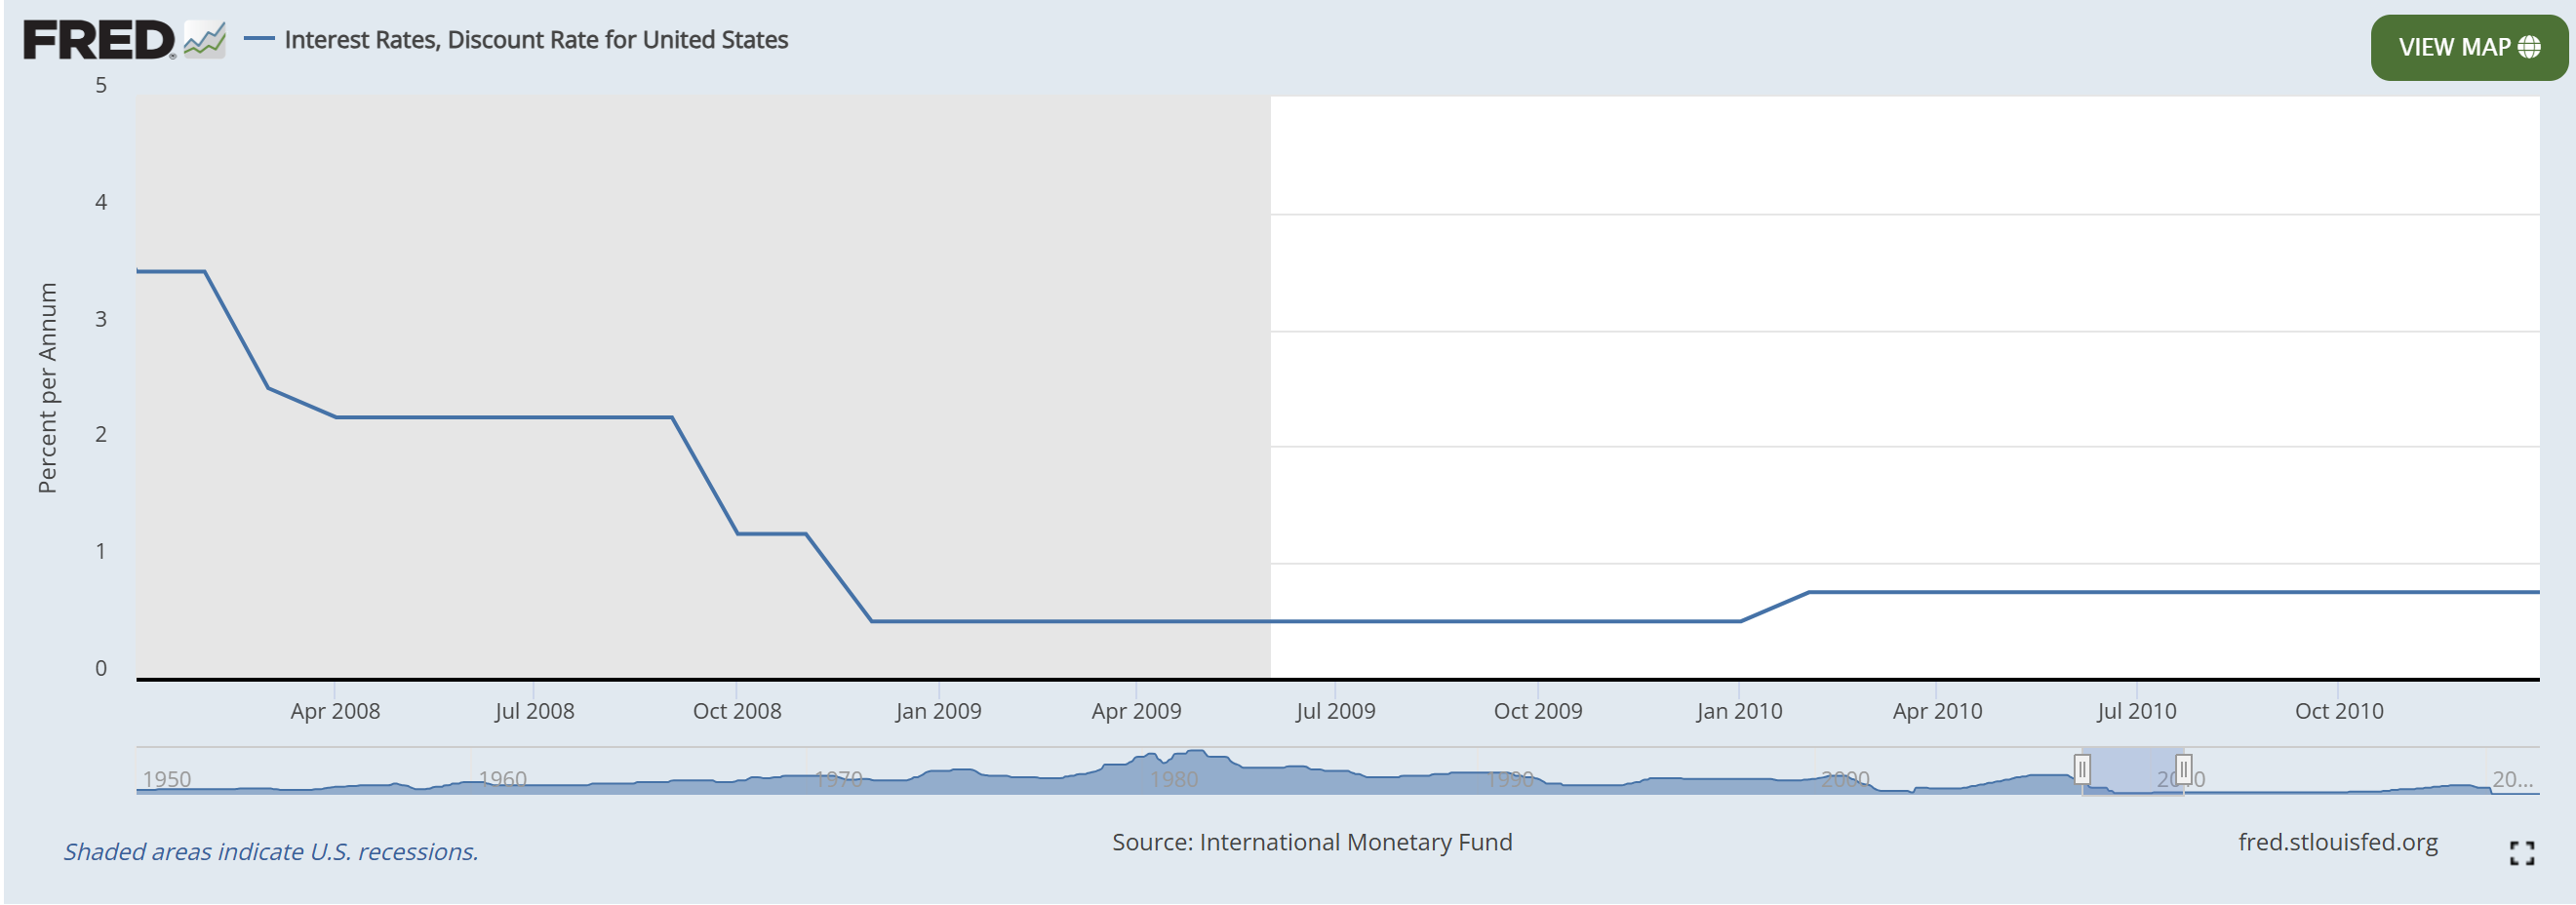 FRED® Interest Rates, Discount Rate for United States
VIEW MAP
Percent per Annum
5
4
3
2
1
0
Apr 2008 Jul 2008 Oct 2008 Jan 2009 Apr 2009 Jul 2009 Oct 2009 Jan 2010 Apr 2010 Jul 2010 Oct 2010
1950 1960 1970 1980 1990 2000 2010 20...
Shaded areas indicate U.S. recessions.
Source: International Monetary Fund
fred.stlouisfed.org